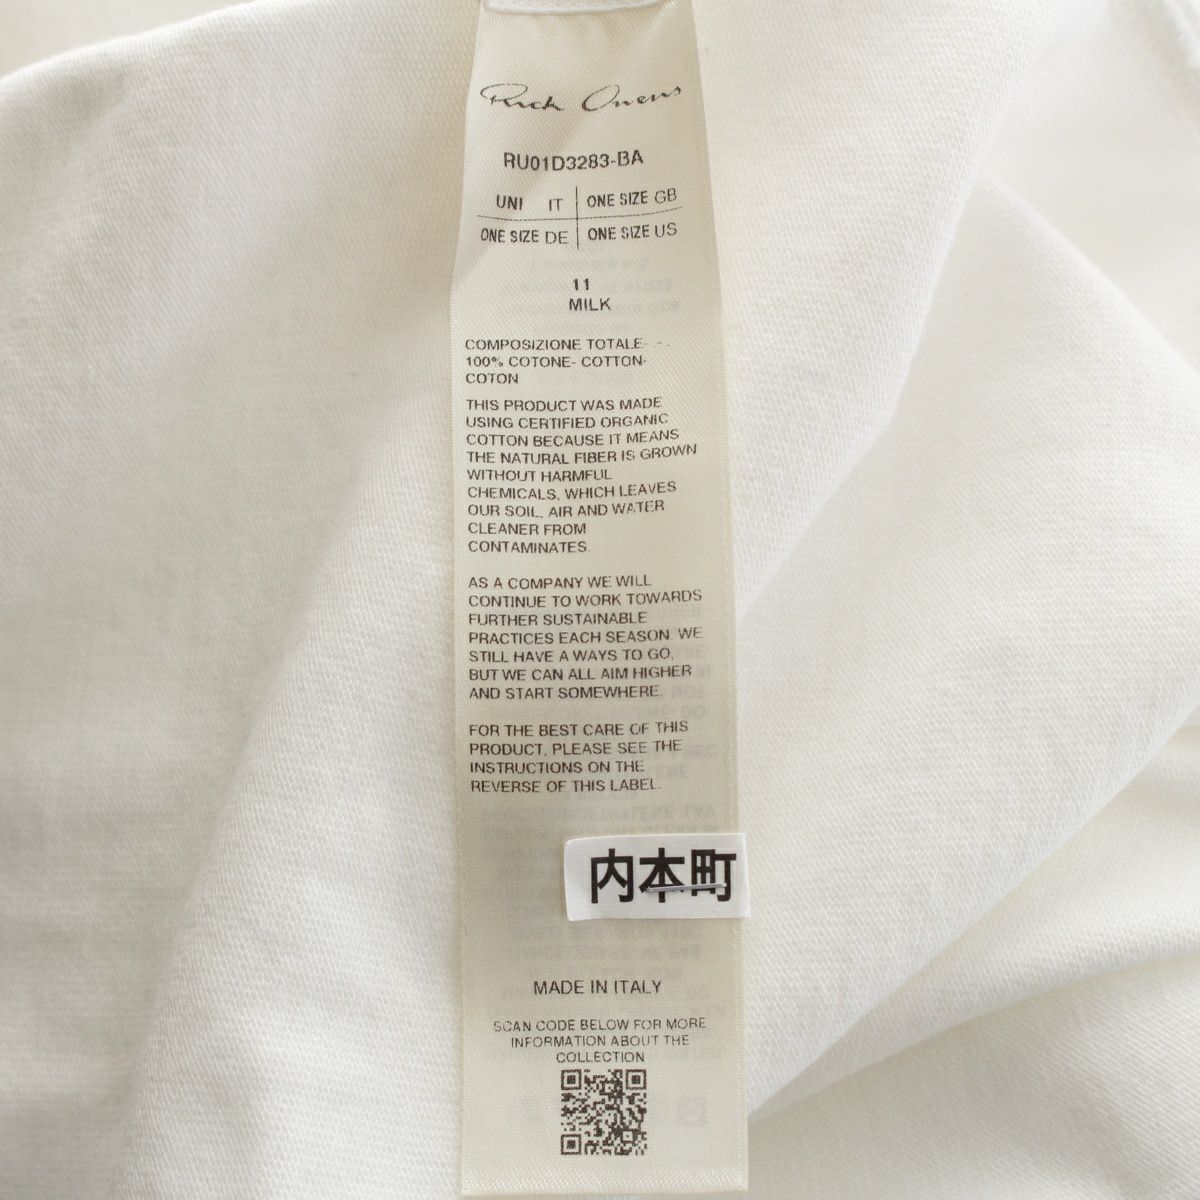 Rick Owens
RU01D3283-BA
UNI IT ONE SIZE GB
ONE SIZE DE ONE SIZE US
11
MILK
COMPOSIZIONE TOTALE- - -
100% COTONE- COTTON-
COTON
THIS PRODUCT WAS MADE
USING CERTIFIED ORGANIC
COTTON BECAUSE IT MEANS
THE NATURAL FIBER IS GROWN
WITHOUT HARMFUL
CHEMICALS, WHICH LEAVES
OUR SOIL, AIR AND WATER
CLEANER FROM
CONTAMINATES.
AS A COMPANY WE WILL
CONTINUE TO WORK TOWARDS
FURTHER SUSTAINABLE
PRACTICES EACH SEASON. WE
STILL HAVE A WAYS TO GO,
BUT WE CAN ALL AIM HIGHER
AND START SOMEWHERE.
FOR THE BEST CARE OF THIS
PRODUCT, PLEASE SEE THE
INSTRUCTIONS ON THE
REVERSE OF THIS LABEL.
内本町
MADE IN ITALY
SCAN CODE BELOW FOR MORE
INFORMATION ABOUT THE
COLLECTION